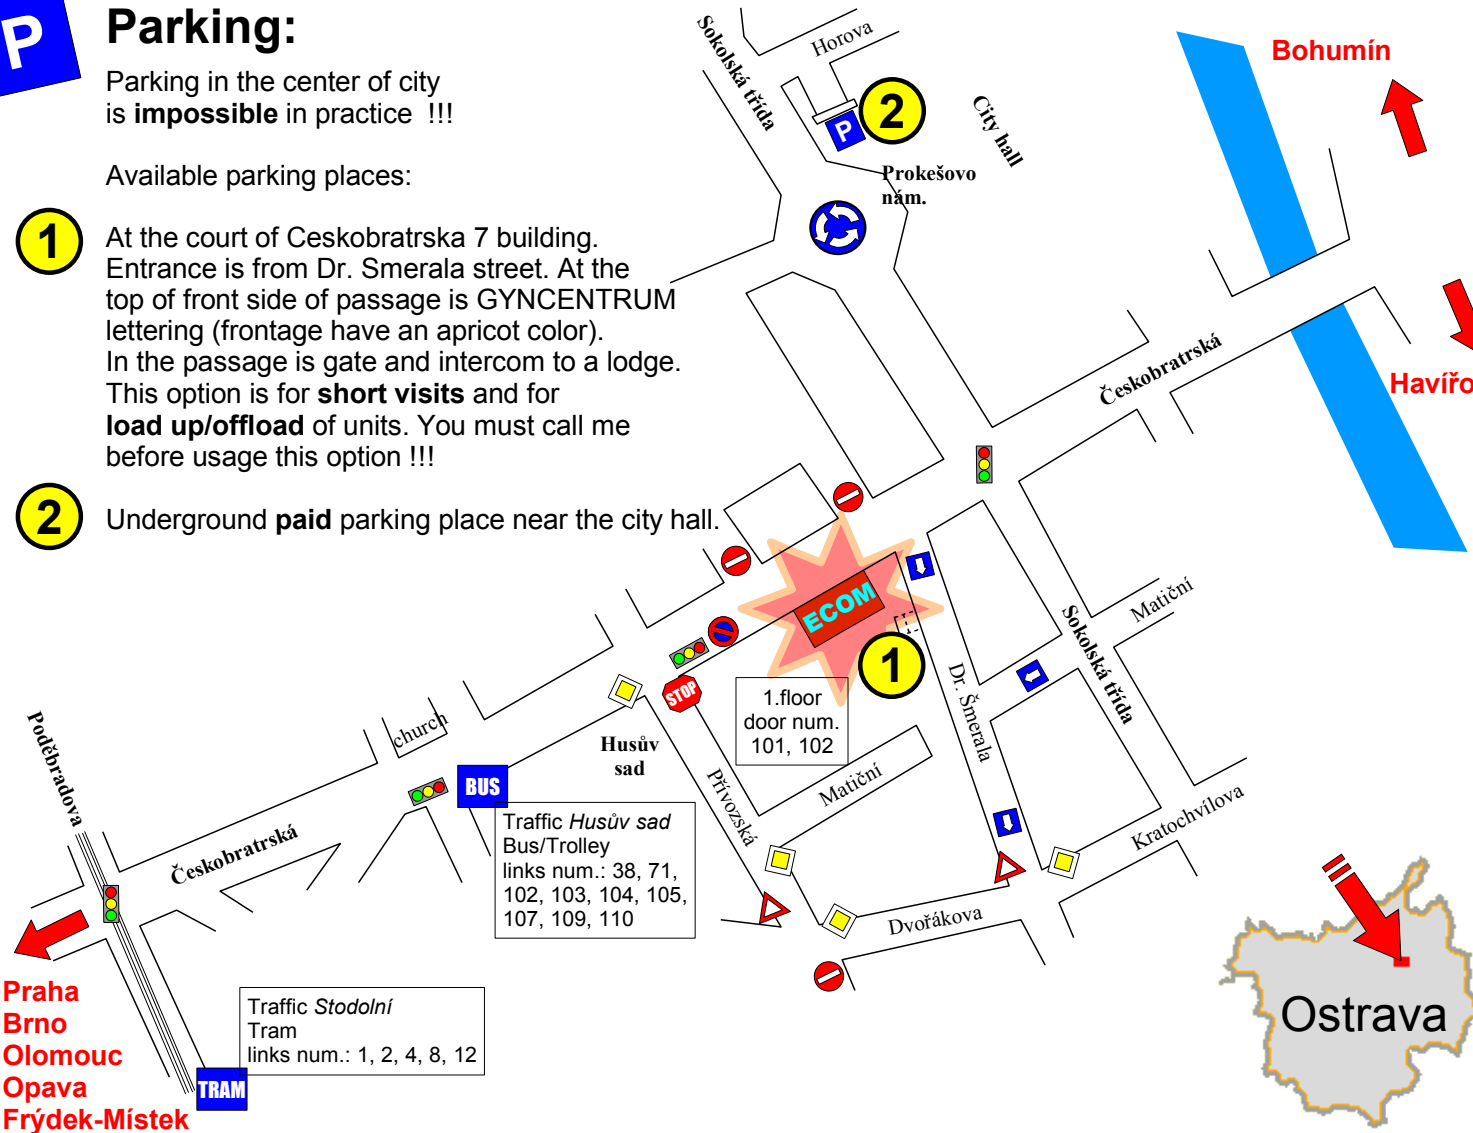 P
Parking:
Parking in the center of city
is impossible in practice !!!
Available parking places:
1
At the court of Ceskobratrska 7 building.
Entrance is from Dr. Smerala street. At the
top of front side of passage is GYNCENTRUM
lettering (frontage have an apricot color).
In the passage is gate and intercom to a lodge.
This option is for short visits and for
load up/offload of units. You must call me
before usage this option !!!
2
Underground paid parking place near the city hall.
Sokolská třída
Horova
P
2
City hall
Prokešovo
nám.
Bohumín
Havířo
Českobratrská
ECOM
1
1.floor
door num.
101, 102
Dr. Šmerala
Sokolská třída
Matiční
STOP
Husův
sad
Přívozská
Matiční
Kratochvílova
Dvořákova
church
BUS
Traffic Husův sad
Bus/Trolley
links num.: 38, 71,
102, 103, 104, 105,
107, 109, 110
Poděbradova
Českobratrská
Praha
Brno
Olomouc
Opava
Frýdek-Místek
Traffic Stodolní
Tram
links num.: 1, 2, 4, 8, 12
TRAM
Ostrava